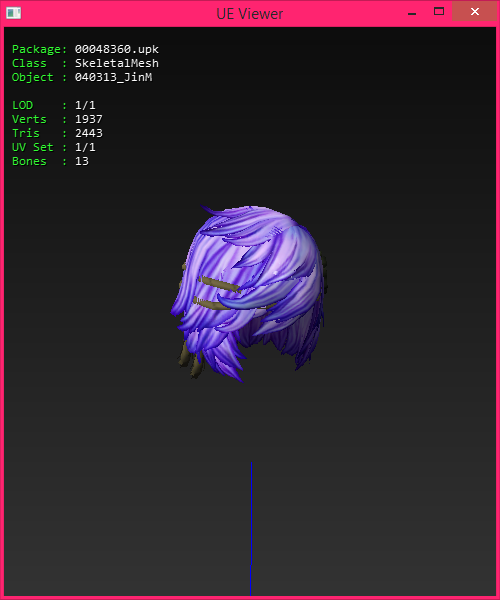 UE Viewer
Package: 00048360.upk
Class : SkeletalMesh
Object : 040313_JinM
LOD : 1/1
Verts : 1937
Tris : 2443
UV Set : 1/1
Bones : 13